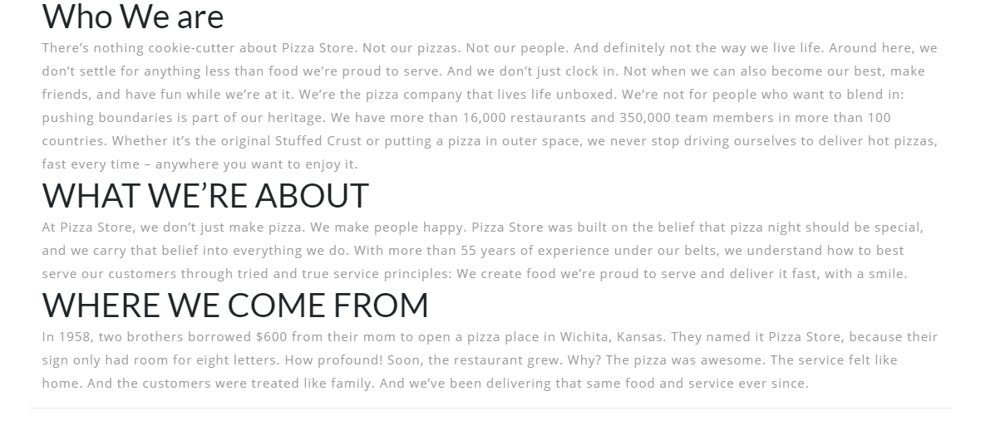 Who We are
There’s nothing cookie-cutter about Pizza Store. Not our pizzas. Not our people. And definitely not the way we live life. Around here, we
don’t settle for anything less than food we’re proud to serve. And we don’t just clock in. Not when we can also become our best, make
friends, and have fun while we’re at it. We’re the pizza company that lives life unboxed. We’re not for people who want to blend in:
pushing boundaries is part of our heritage. We have more than 16,000 restaurants and 350,000 team members in more than 100
countries. Whether it’s the original Stuffed Crust or putting a pizza in outer space, we never stop driving ourselves to deliver hot pizzas,
fast every time – anywhere you want to enjoy it.
WHAT WE’RE ABOUT
At Pizza Store, we don’t just make pizza. We make people happy. Pizza Store was built on the belief that pizza night should be special,
and we carry that belief into everything we do. With more than 55 years of experience under our belts, we understand how to best
serve our customers through tried and true service principles: We create food we’re proud to serve and deliver it fast, with a smile.
WHERE WE COME FROM
In 1958, two brothers borrowed $600 from their mom to open a pizza place in Wichita, Kansas. They named it Pizza Store, because their
sign only had room for eight letters. How profound! Soon, the restaurant grew. Why? The pizza was awesome. The service felt like
home. And the customers were treated like family. And we’ve been delivering that same food and service ever since.